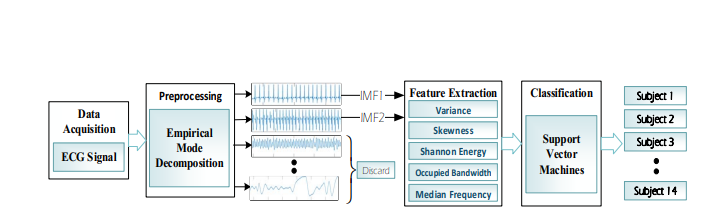 Data
Acquisition
ECG Signal
Preprocessing
Empirical
Mode
Decomposition
IMF1
IMF2
Discard
Feature Extraction
Variance
Skewness
Shannon Energy
Occupied Bandwidth
Median Frequency
Classification
Support
Vector
Machines
Subject 1
Subject 2
Subject 3
Subject 14